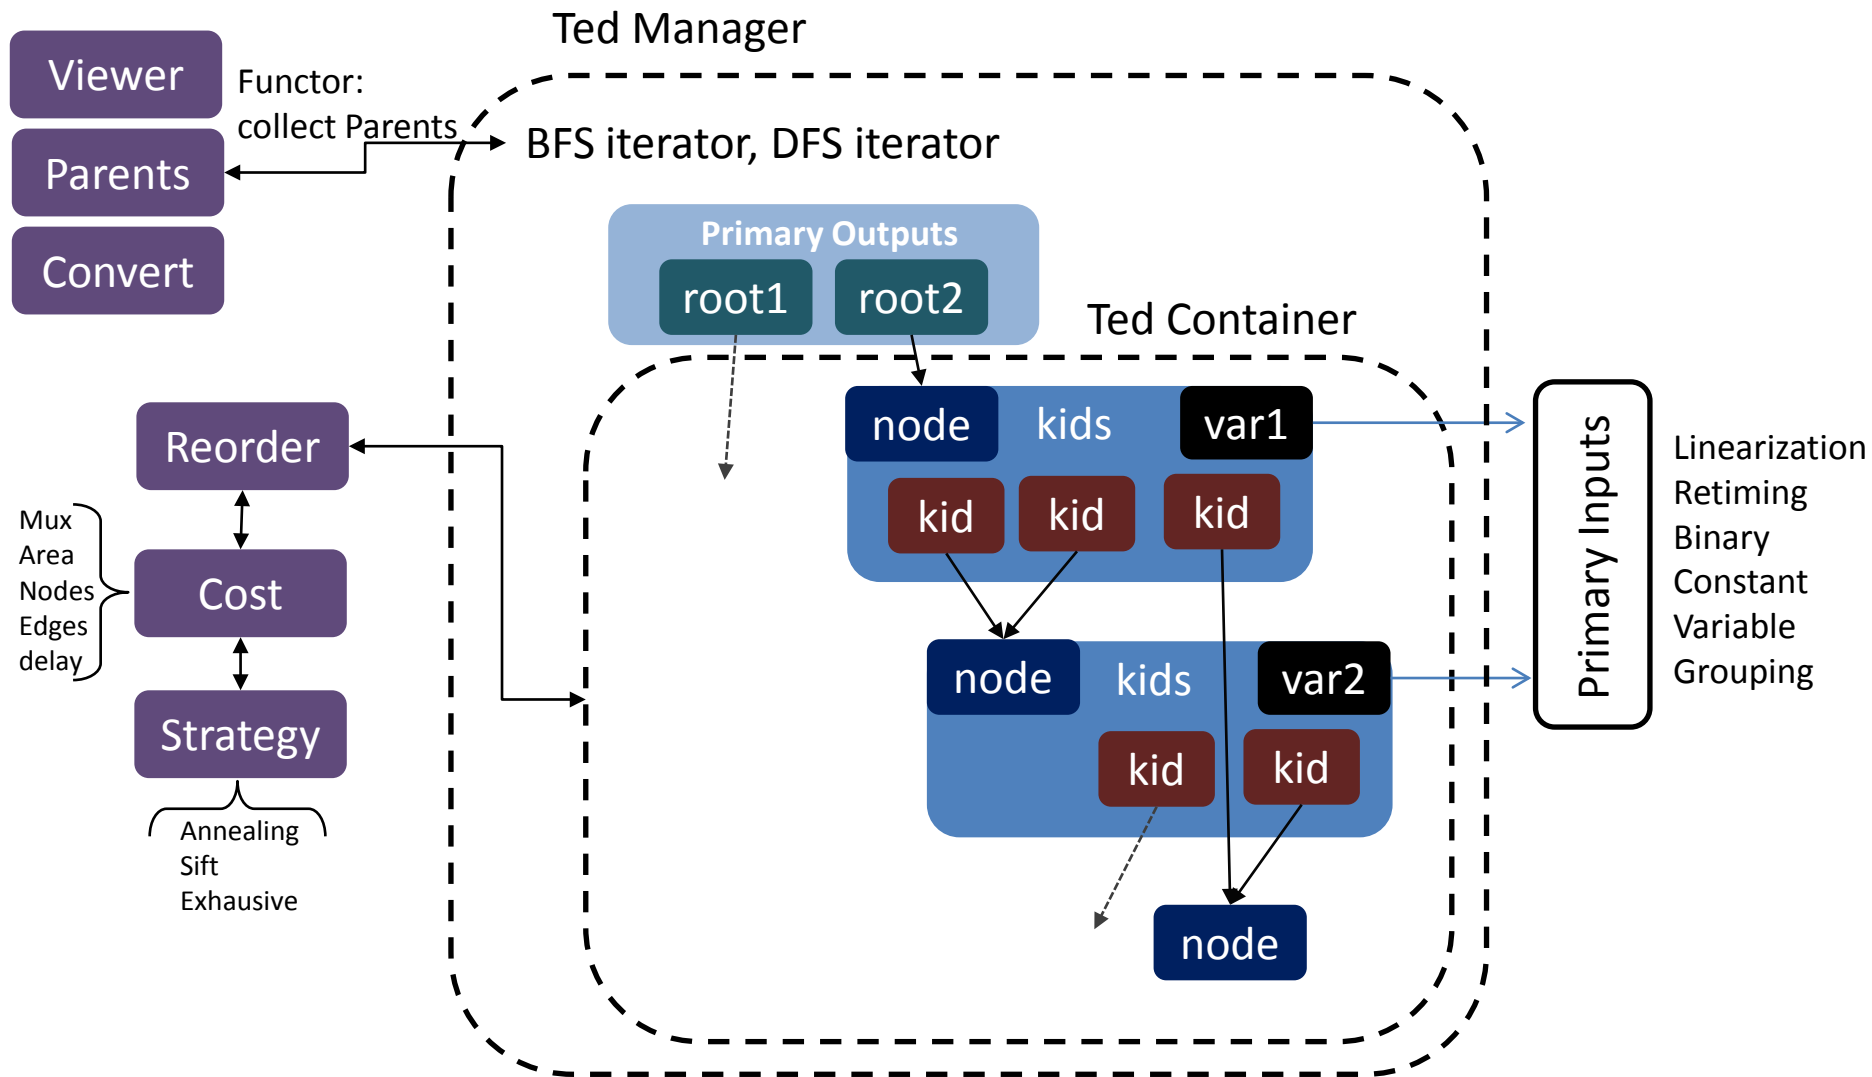 Ted Manager
Viewer
Functor:
collect Parents
Parents
BFS iterator, DFS iterator
Convert
Primary Outputs
root1
root2
Ted Container
node
kids
var1
kid
kid
kid
node
kids
var2
kid
kid
node
Reorder
Cost
Strategy
Mux
Area
Nodes
Edges
delay
Annealing
Sift
Exhausive
Primary Inputs
Linearization
Retiming
Binary
Constant
Variable
Grouping